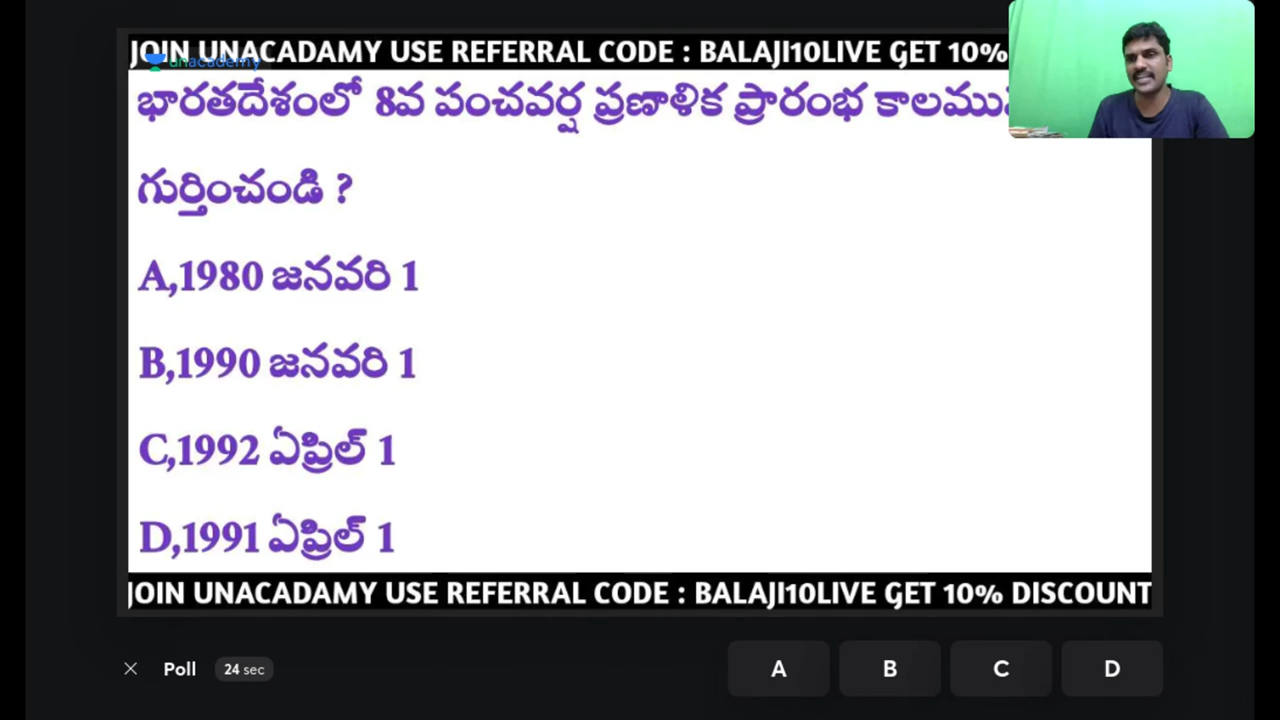 JOIN UNACADAMY USE REFERRAL CODE : BALAJI10LIVE GET 10%
unacademy
భారతదేశంలో 8వ పంచవర్ష ప్రణాళిక ప్రారంభ
గుర్తించండి ?
A,1980 జనవరి 1
B,1990 జనవరి 1
C,1992 ఏప్రిల్ 1
D,1991 ఏప్రిల్ 1
JOIN UNACADAMY USE REFERRAL CODE : BALAJI10LIVE GET 10% DISCOUNT
Poll 24 sec A B C D